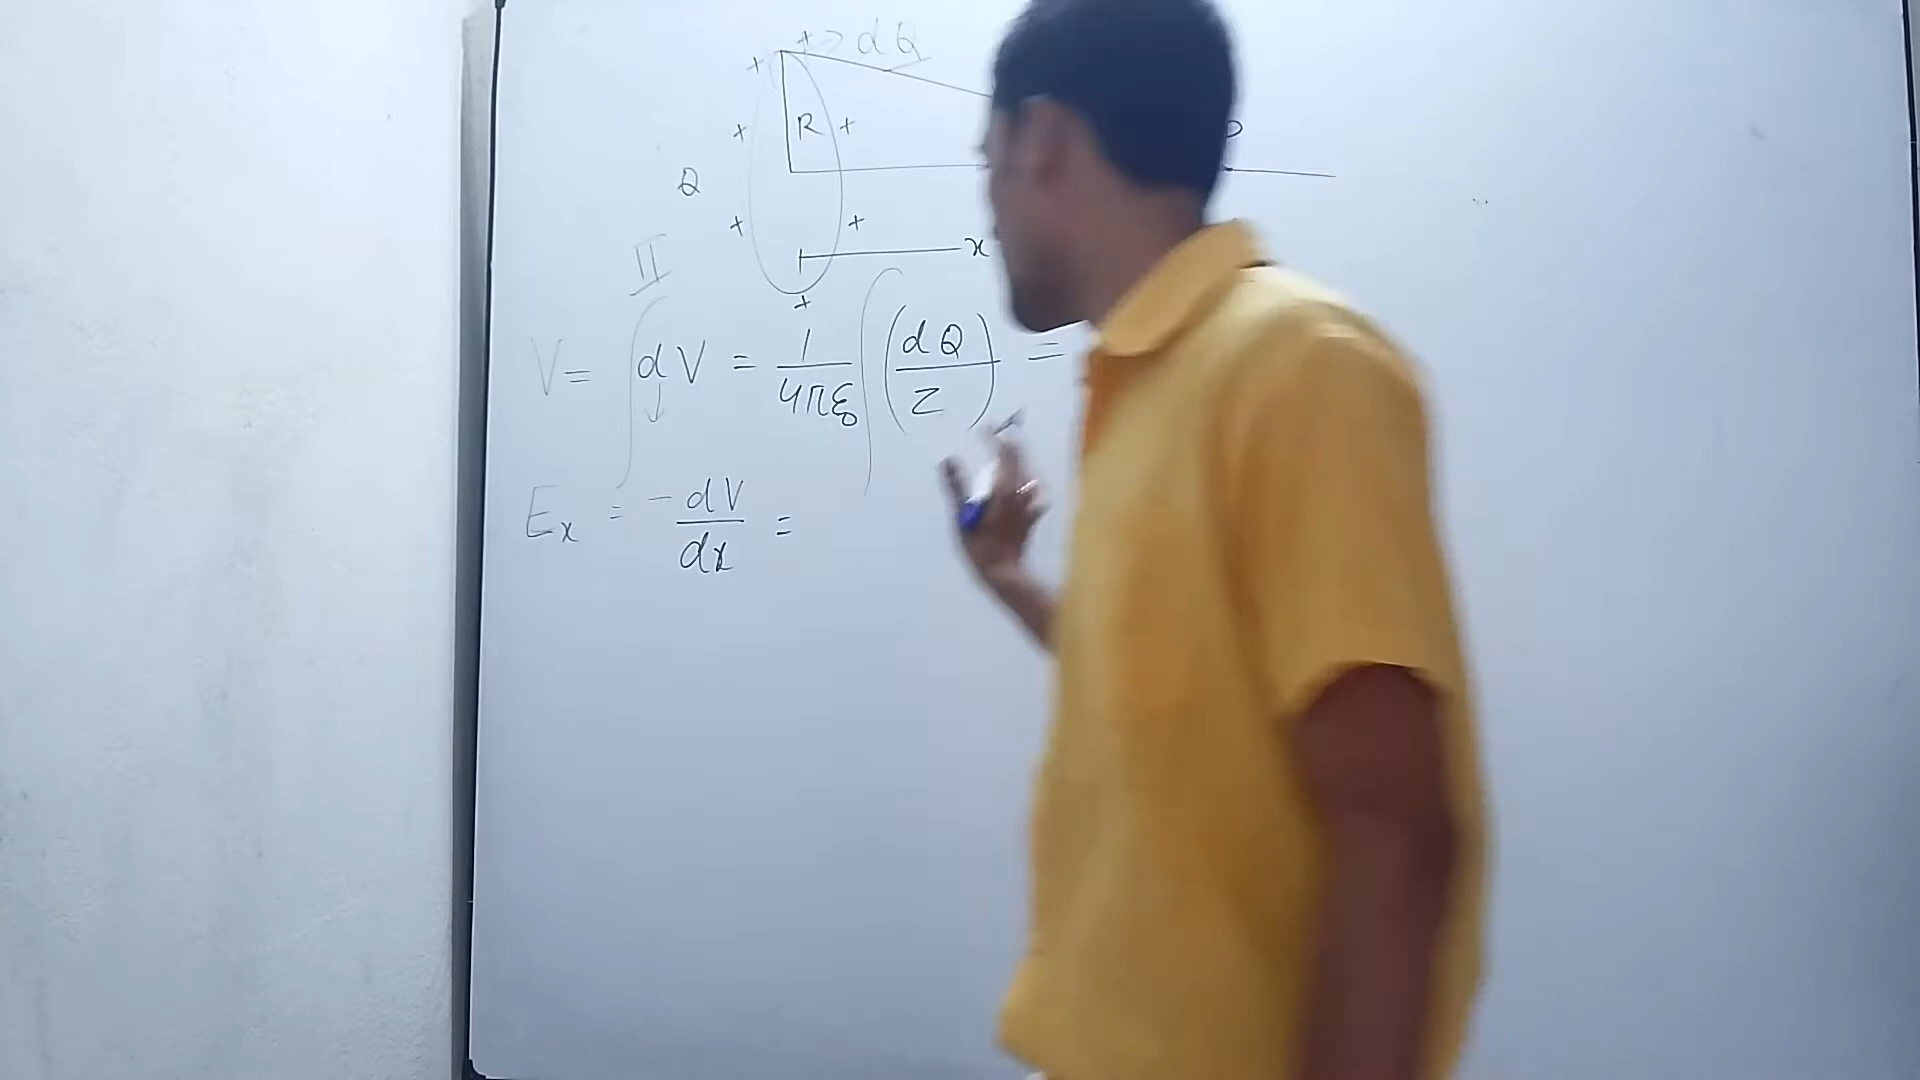 + → dQ
+
+ R +
P
Q
+ +
II
x
+
V = ∫ dV = 1/4πε₀ ∫ (dQ/z) =
↓
Eₓ = -dV/dx =